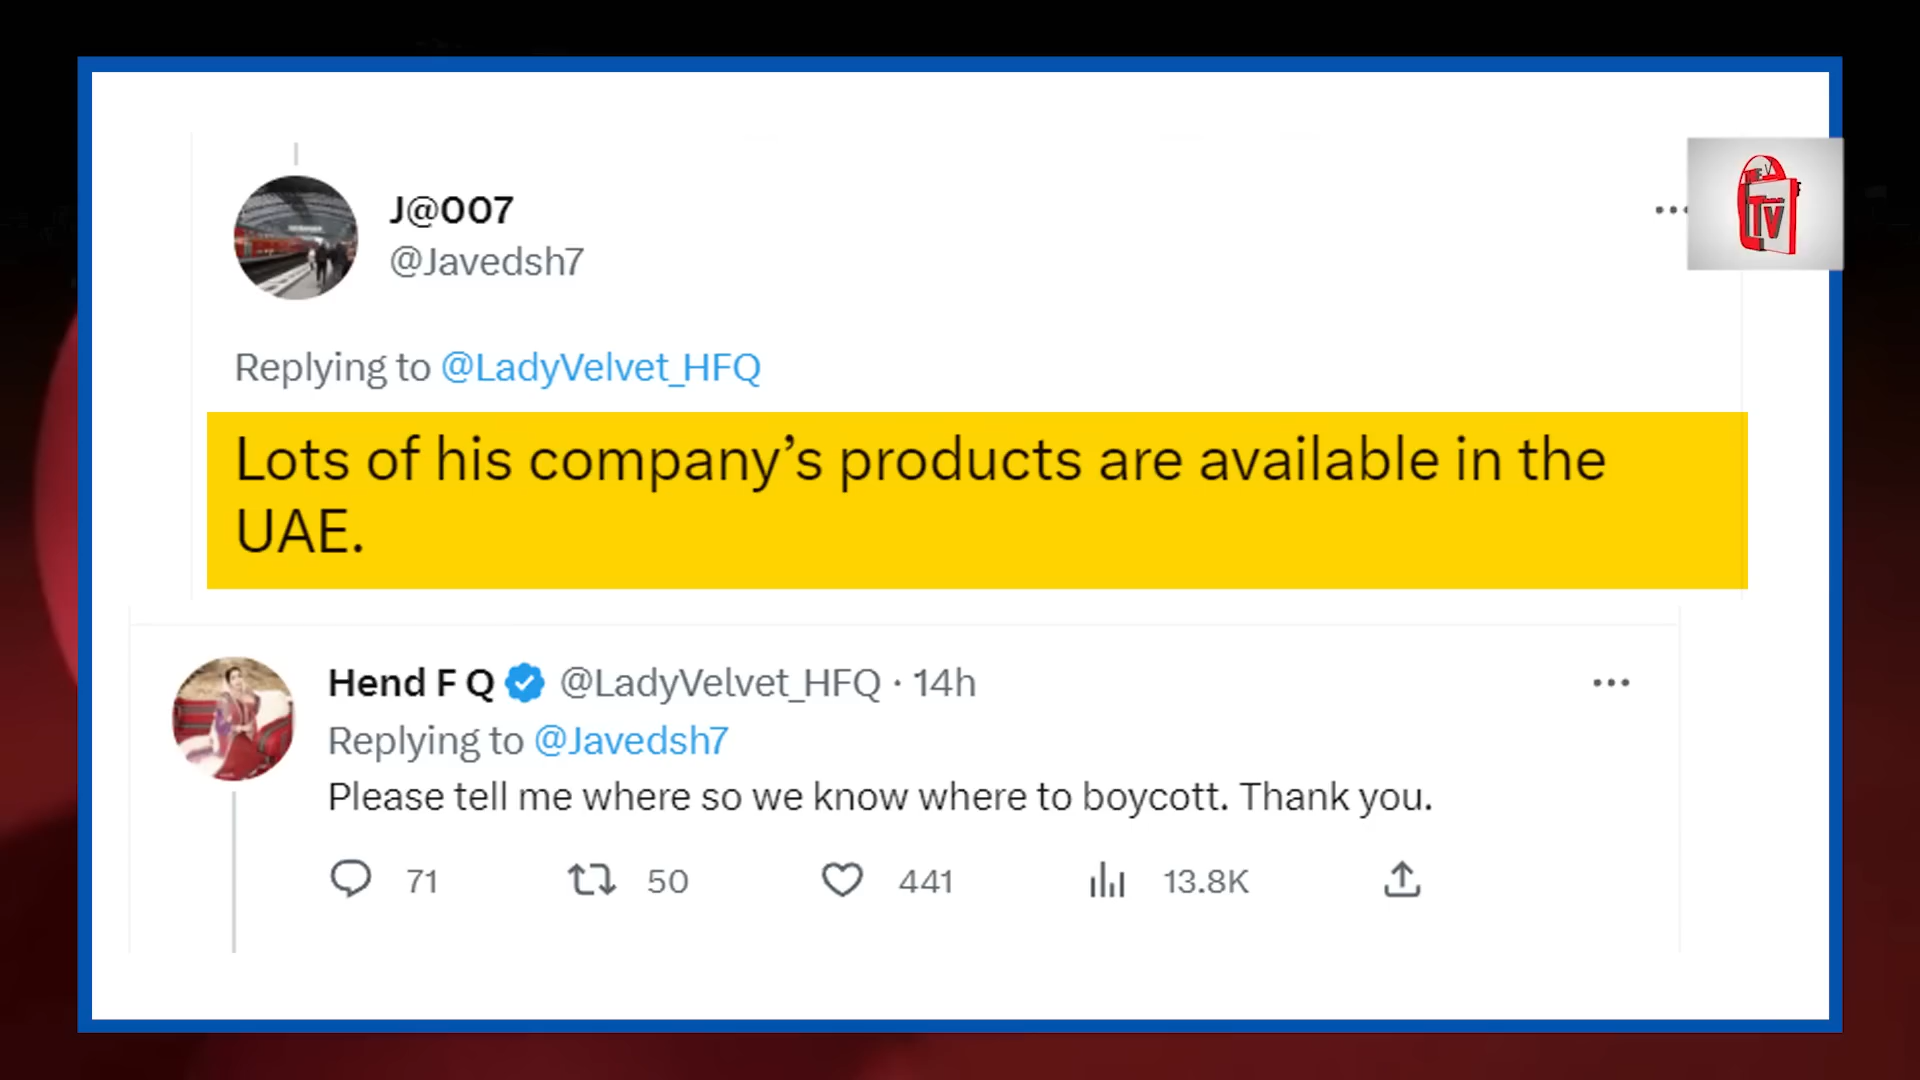 J@007
@Javedsh7
TV
Replying to @LadyVelvet_HFQ
Lots of his company’s products are available in the
UAE.
Hend F Q @LadyVelvet_HFQ · 14h
Replying to @Javedsh7
Please tell me where so we know where to boycott. Thank you.
71 50 441 13.8K